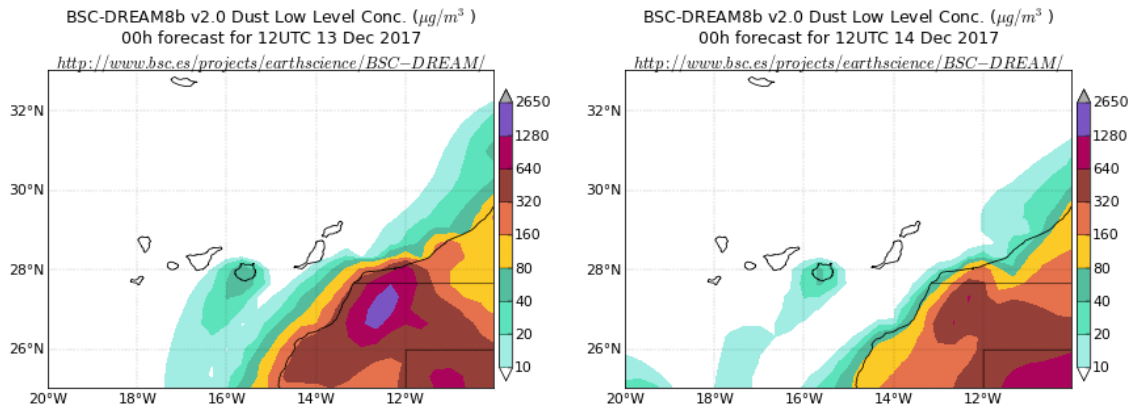 BSC-DREAM8b v2.0 Dust Low Level Conc. (μg/m³ )
00h forecast for 12UTC 13 Dec 2017
http://www.bsc.es/projects/earthscience/BSC−DREAM/
32°N
30°N
28°N
26°N
20°W
18°W
16°W
14°W
12°W
2650
1280
640
320
160
80
40
20
10
BSC-DREAM8b v2.0 Dust Low Level Conc. (μg/m³ )
00h forecast for 12UTC 14 Dec 2017
http://www.bsc.es/projects/earthscience/BSC−DREAM/
32°N
30°N
28°N
26°N
20°W
18°W
16°W
14°W
12°W
2650
1280
640
320
160
80
40
20
10